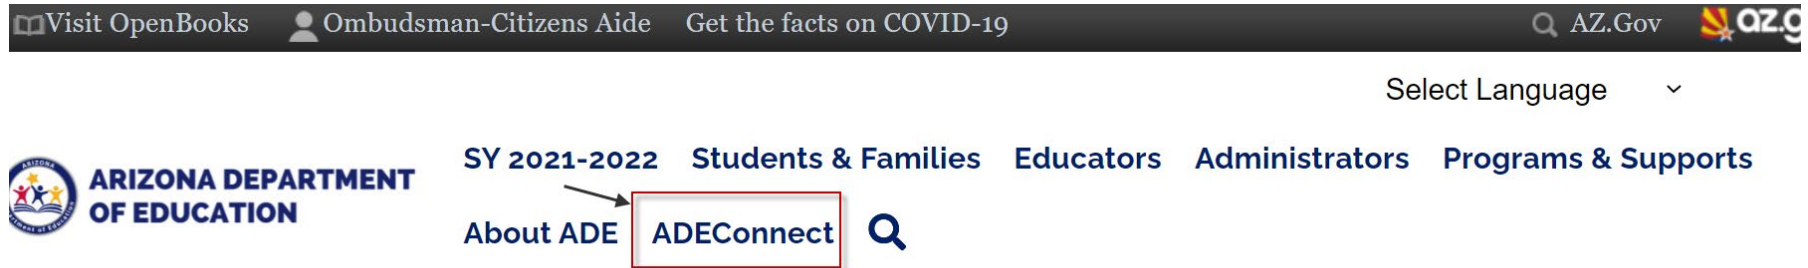 Visit OpenBooks Ombudsman-Citizens Aide Get the facts on COVID-19 AZ.Gov
Select Language
ARIZONA DEPARTMENT
OF EDUCATION
SY 2021-2022 Students & Families Educators Administrators Programs & Supports
About ADE ADEConnect